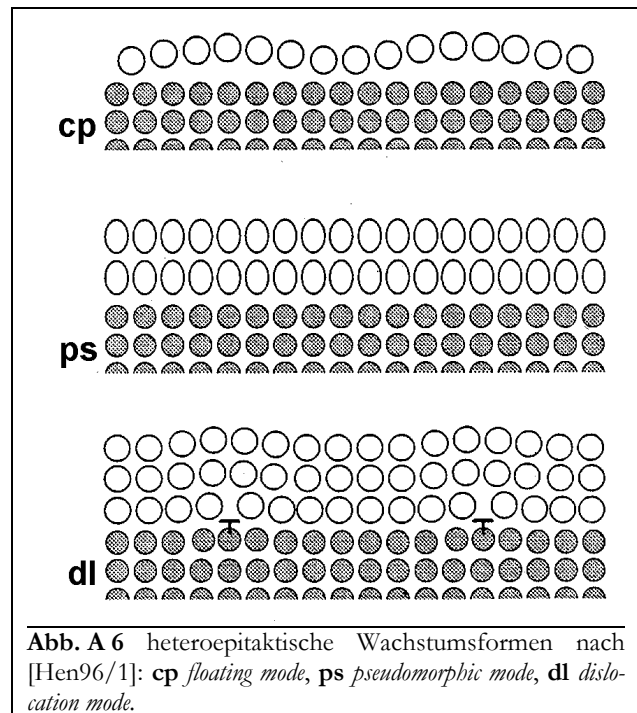 cp
ps
dl
Abb. A 6 heteroepitaktische Wachstumsformen nach
[Hen96/1]: cp floating mode, ps pseudomorphic mode, dl dislo-
cation mode.